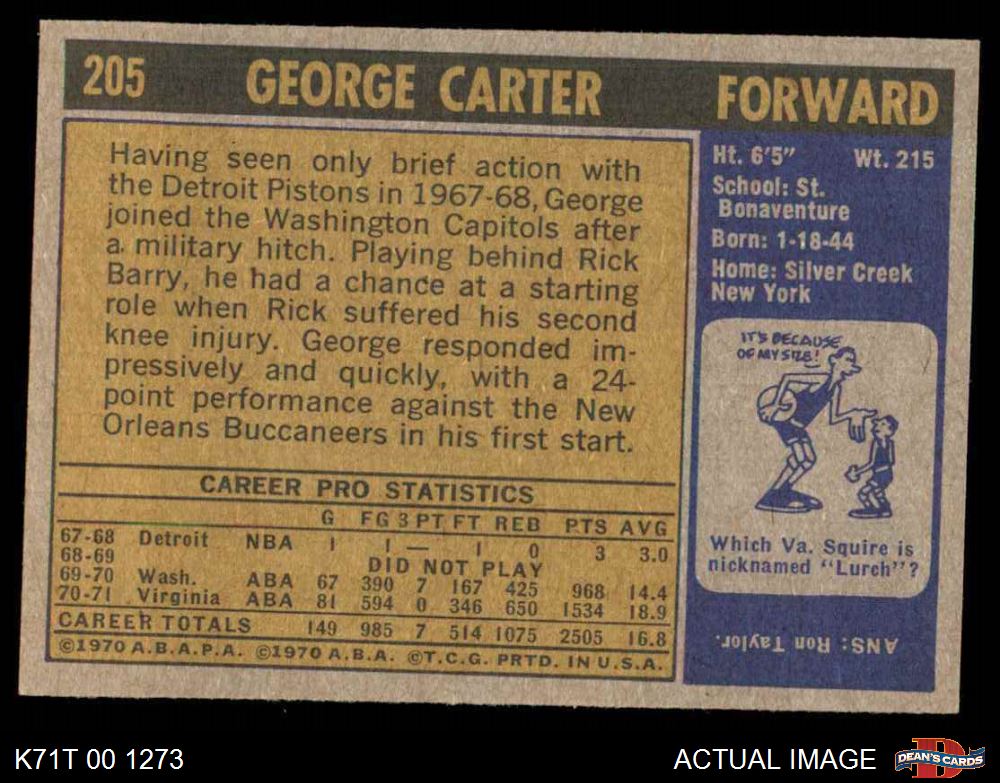 205 GEORGE CARTER FORWARD
Having seen only brief action with
the Detroit Pistons in 1967-68, George
joined the Washington Capitols after
a military hitch. Playing behind Rick
Barry, he had a chance at a starting
role when Rick suffered his second
knee injury. George responded im-
pressively and quickly, with a 24-
point performance against the New
Orleans Buccaneers in his first start.
CAREER PRO STATISTICS
G FG 3 PT FT REB PTS AVG
67-68 Detroit NBA 1 1 — 1 0 3 3.0
68-69 DID NOT PLAY
69-70 Wash. ABA 67 390 7 167 425 968 14.4
70-71 Virginia ABA 81 594 0 346 650 1534 18.9
CAREER TOTALS 149 985 7 514 1075 2505 16.8
©1970 A.B.A.P.A. ©1970 A.B.A. ©T.C.G. PRTD. IN U.S.A.
Ht. 6'5" Wt. 215
School: St.
Bonaventure
Born: 1-18-44
Home: Silver Creek
New York
IT'S BECAUSE
OF MY SIZE!
Which Va. Squire is
nicknamed "Lurch"?
ANS: Ron Taylor.
K71T 00 1273
ACTUAL IMAGE
D
DEAN'S CARDS